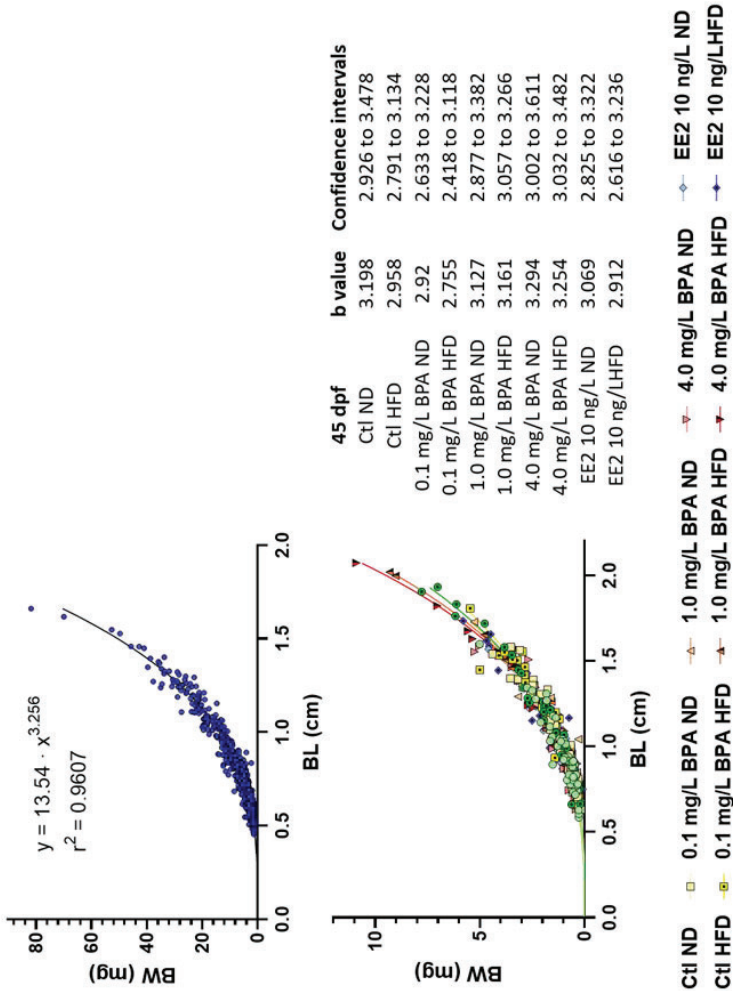 y = 13.54 · x^3.256
r² = 0.9607
80
60
40
20
0
BW (mg)
0.0 0.5 1.0 1.5 2.0
BL (cm)
10
5
0
BW (mg)
0.0 0.5 1.0 1.5 2.0
BL (cm)
45 dpf b value Confidence intervals
Ctl ND 3.198 2.926 to 3.478
Ctl HFD 2.958 2.791 to 3.134
0.1 mg/L BPA ND 2.92 2.633 to 3.228
0.1 mg/L BPA HFD 2.755 2.418 to 3.118
1.0 mg/L BPA ND 3.127 2.877 to 3.382
1.0 mg/L BPA HFD 3.161 3.057 to 3.266
4.0 mg/L BPA ND 3.294 3.002 to 3.611
4.0 mg/L BPA HFD 3.254 3.032 to 3.482
EE2 10 ng/L ND 3.069 2.825 to 3.322
EE2 10 ng/LHFD 2.912 2.616 to 3.236
Ctl ND 0.1 mg/L BPA ND 1.0 mg/L BPA ND 4.0 mg/L BPA ND EE2 10 ng/L ND
Ctl HFD 0.1 mg/L BPA HFD 1.0 mg/L BPA HFD 4.0 mg/L BPA HFD EE2 10 ng/LHFD